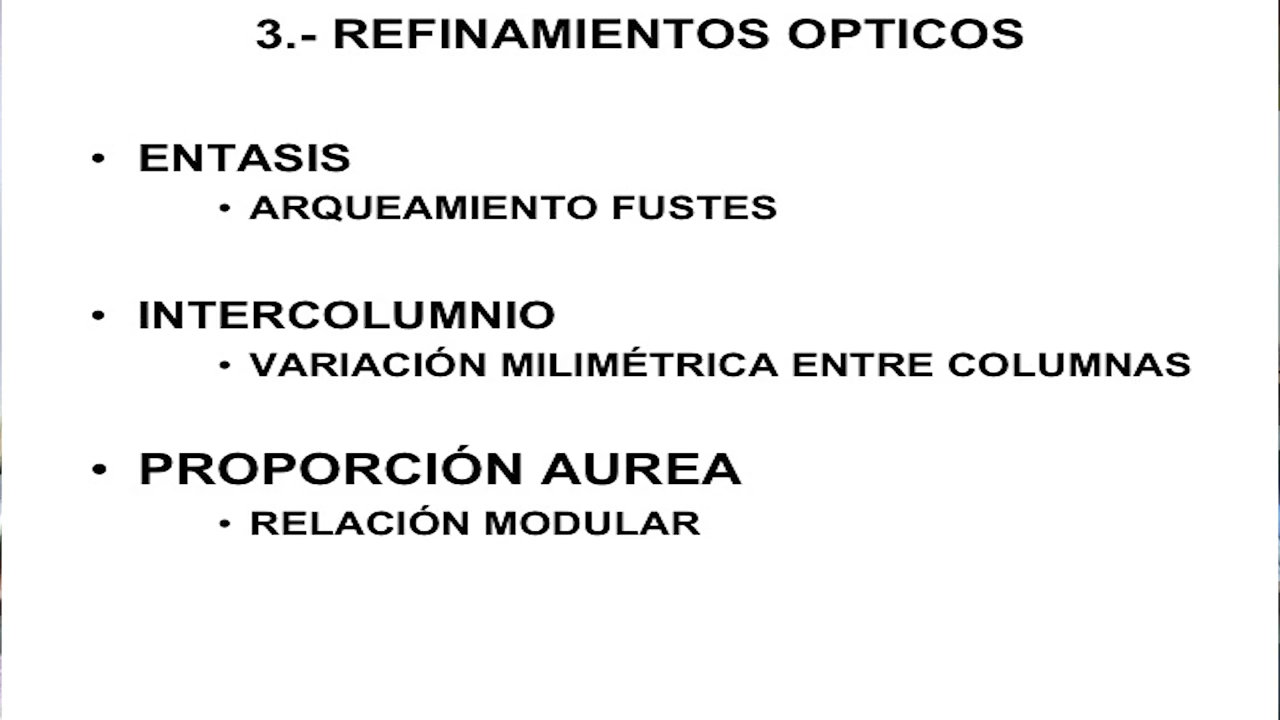 3.- REFINAMIENTOS OPTICOS
• ENTASIS
• ARQUEAMIENTO FUSTES
• INTERCOLUMNIO
• VARIACIÓN MILIMÉTRICA ENTRE COLUMNAS
• PROPORCIÓN AUREA
• RELACIÓN MODULAR